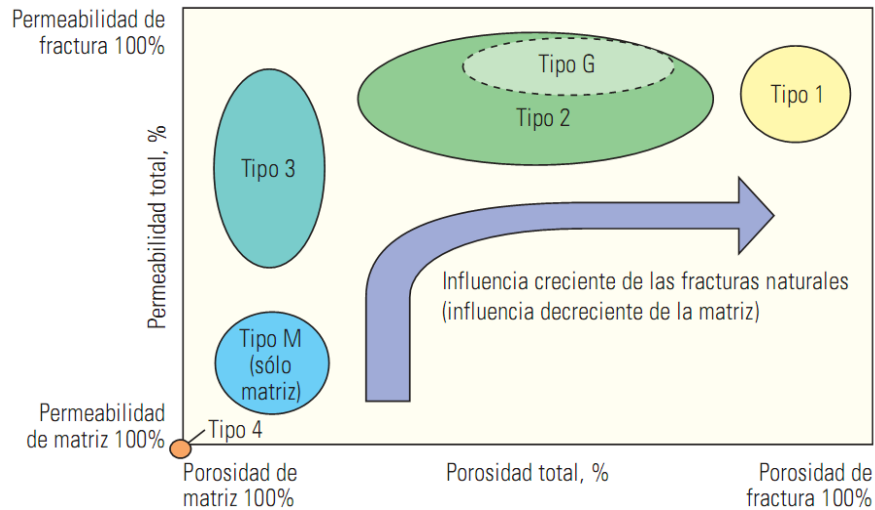 Permeabilidad de
fractura 100%
Permeabilidad total, %
Tipo G
Tipo 2
Tipo 1
Tipo 3
Influencia creciente de las fracturas naturales
(influencia decreciente de la matriz)
Tipo M
(sólo
matriz)
Permeabilidad
de matriz 100%
Tipo 4
Porosidad de
matriz 100%
Porosidad total, %
Porosidad de
fractura 100%